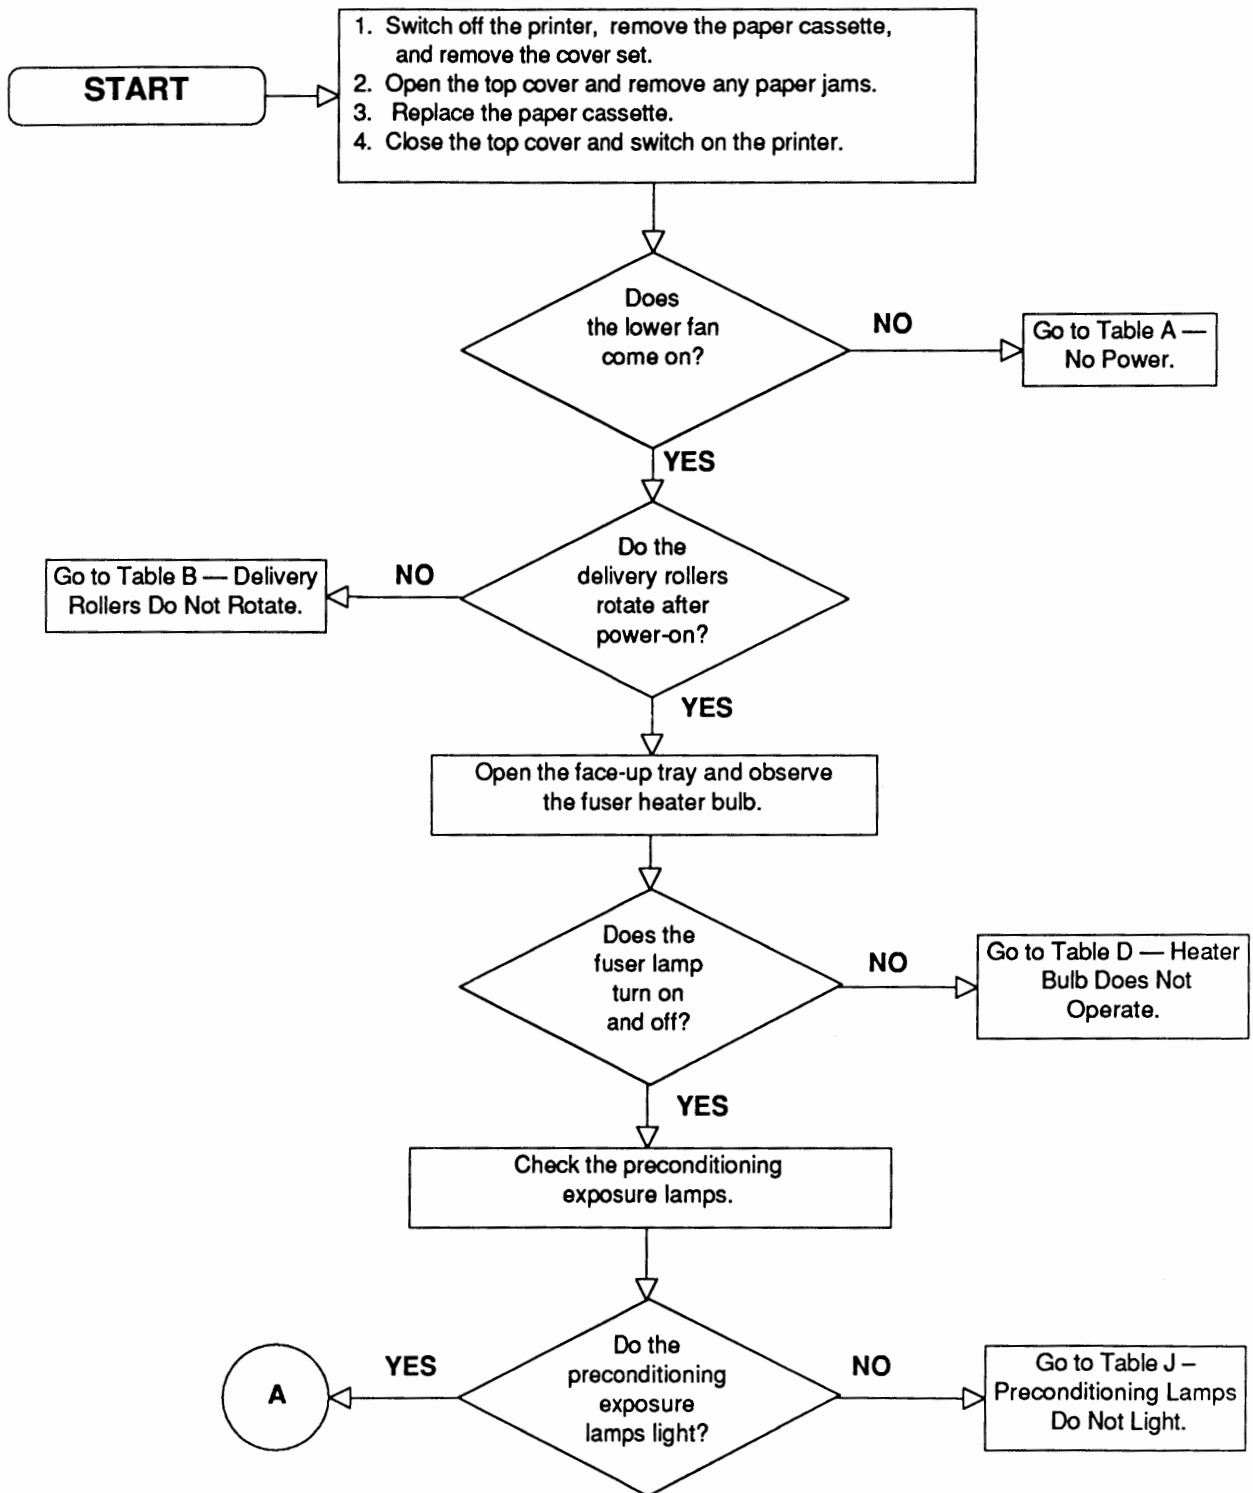 START
1. Switch off the printer, remove the paper cassette,
and remove the cover set.
2. Open the top cover and remove any paper jams.
3. Replace the paper cassette.
4. Close the top cover and switch on the printer.
Does
the lower fan
come on?
NO
Go to Table A —
No Power.
YES
Do the
delivery rollers
rotate after
power-on?
NO
Go to Table B — Delivery
Rollers Do Not Rotate.
YES
Open the face-up tray and observe
the fuser heater bulb.
Does the
fuser lamp
turn on
and off?
NO
Go to Table D — Heater
Bulb Does Not
Operate.
YES
Check the preconditioning
exposure lamps.
Do the
preconditioning
exposure
lamps light?
YES
A
NO
Go to Table J –
Preconditioning Lamps
Do Not Light.